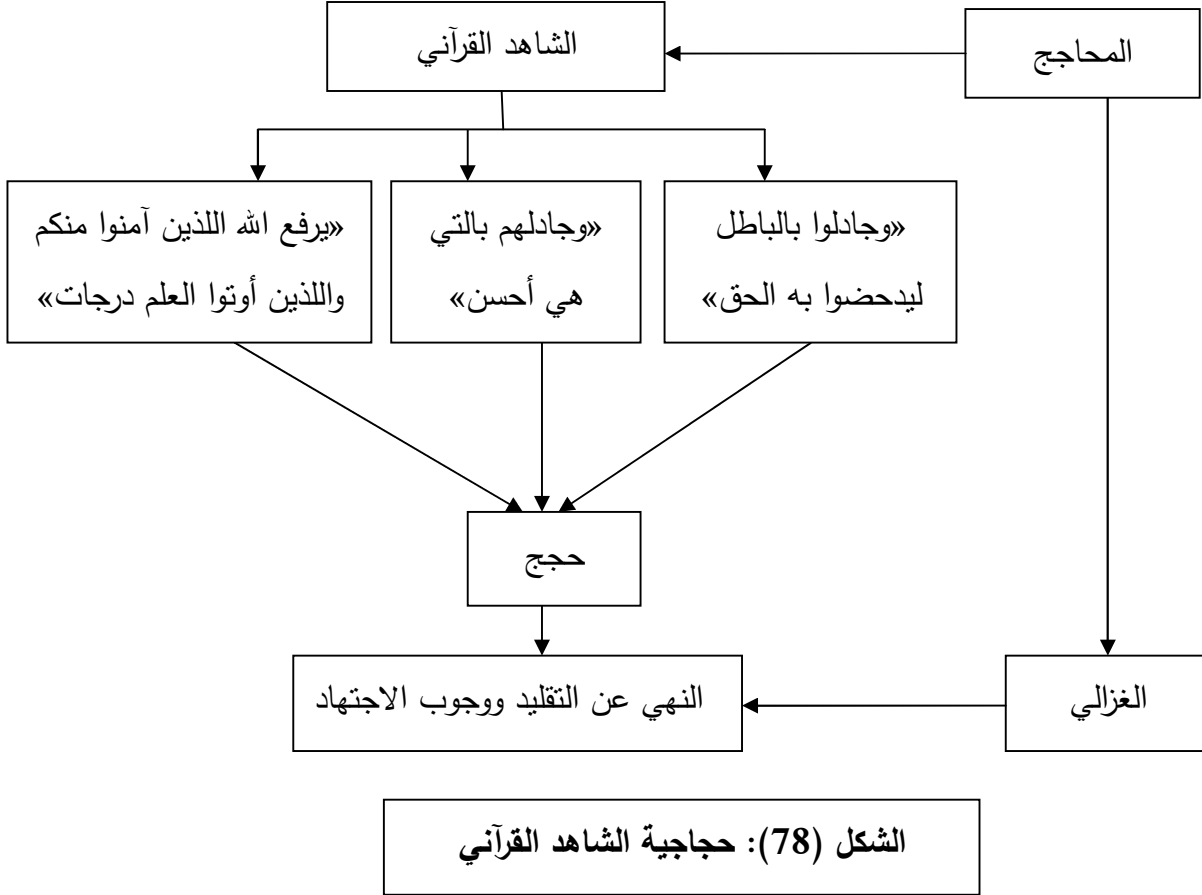 المحاجج
الشاهد القرآني
«وجادلوا بالباطل
ليدحضوا به الحق»
«وجادلهم بالتي
هي أحسن»
«يرفع الله اللذين آمنوا منكم
واللذين أوتوا العلم درجات»
حجج
الغزالي
النهي عن التقليد ووجوب الاجتهاد
الشكل (78): حجاجية الشاهد القرآني